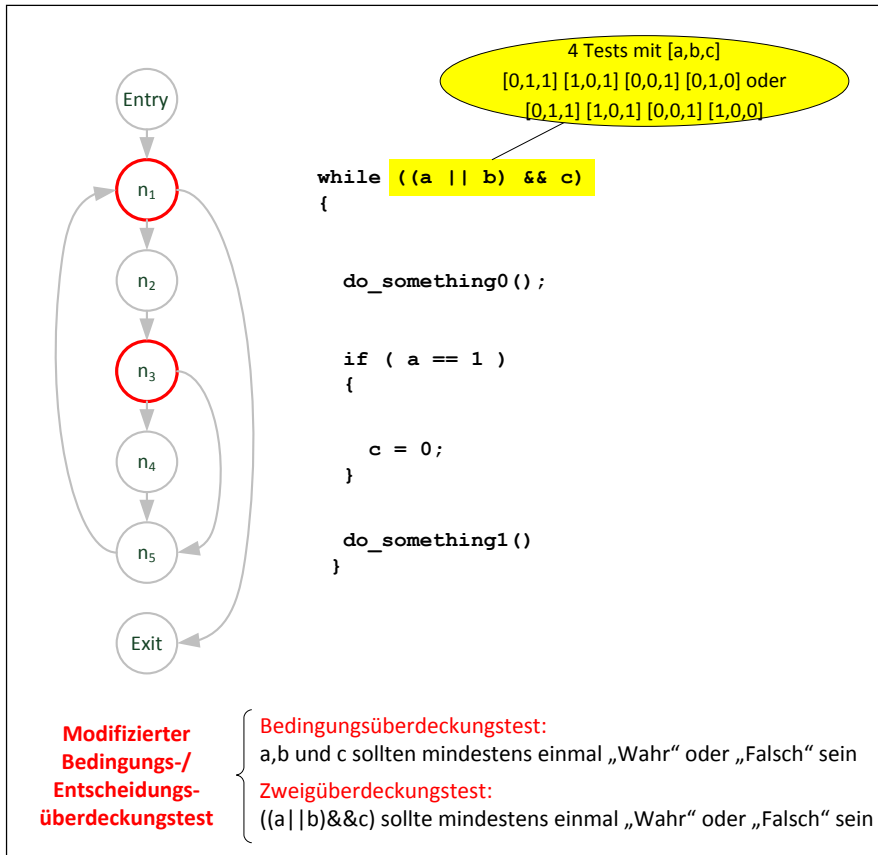 4 Tests mit [a,b,c]
[0,1,1] [1,0,1] [0,0,1] [0,1,0] oder
[0,1,1] [1,0,1] [0,0,1] [1,0,0]
Entry
n₁
while ((a || b) && c)
{
n₂
do_something0();
n₃
if ( a == 1 )
{
n₄
c = 0;
}
n₅
do_something1()
}
Exit
Modifizierter
Bedingungs-/
Entscheidungs-
überdeckungstest
Bedingungsüberdeckungstest:
a,b und c sollten mindestens einmal „Wahr“ oder „Falsch“ sein
Zweigüberdeckungstest:
((a||b)&&c) sollte mindestens einmal „Wahr“ oder „Falsch“ sein